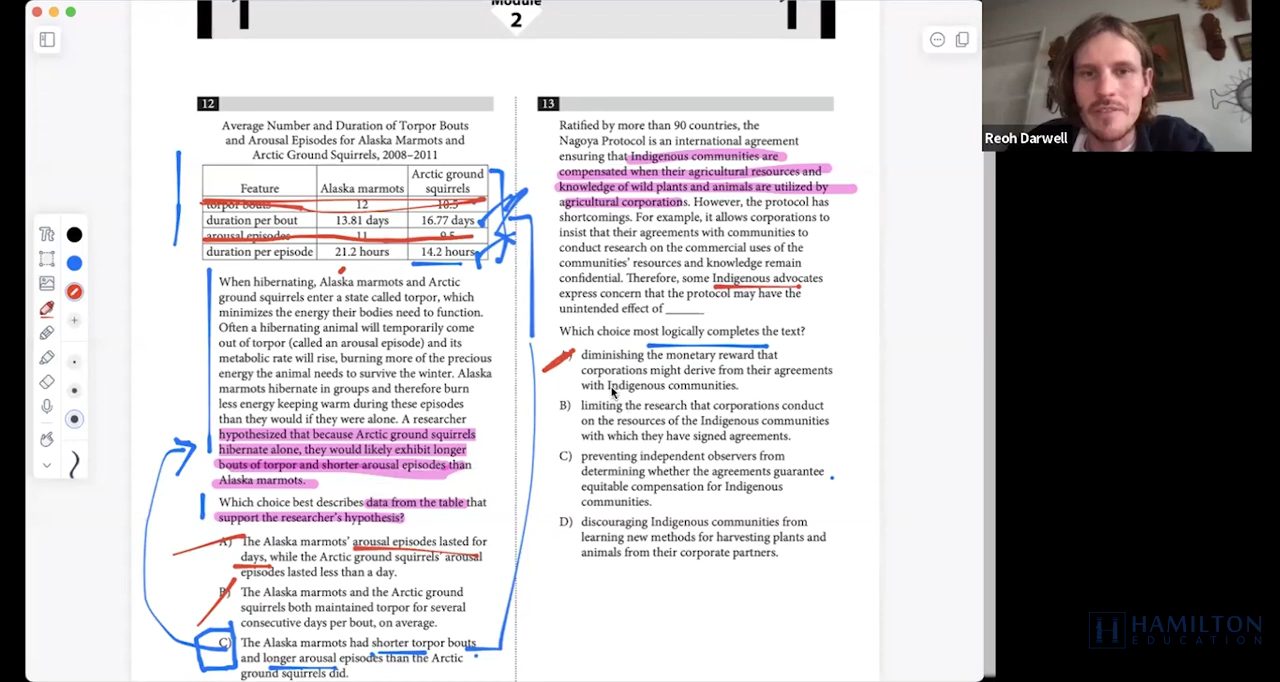 Module
1
2
1
12
Average Number and Duration of Torpor Bouts
and Arousal Episodes for Alaska Marmots and
Arctic Ground Squirrels, 2008–2011
Feature
Alaska marmots
Arctic ground
squirrels
torpor bouts 12 10.5
duration per bout 13.81 days 16.77 days
arousal episodes 11 9.5
duration per episode 21.2 hours 14.2 hours
When hibernating, Alaska marmots and Arctic
ground squirrels enter a state called torpor, which
minimizes the energy their bodies need to function.
Often a hibernating animal will temporarily come
out of torpor (called an arousal episode) and its
metabolic rate will rise, burning more of the precious
energy the animal needs to survive the winter. Alaska
marmots hibernate in groups and therefore burn
less energy keeping warm during these episodes
than they would if they were alone. A researcher
hypothesized that because Arctic ground squirrels
hibernate alone, they would likely exhibit longer
bouts of torpor and shorter arousal episodes than
Alaska marmots.
Which choice best describes data from the table that
support the researcher's hypothesis?
A) The Alaska marmots' arousal episodes lasted for
days, while the Arctic ground squirrels' arousal
episodes lasted less than a day.
B) The Alaska marmots and the Arctic ground
squirrels both maintained torpor for several
consecutive days per bout, on average.
C) The Alaska marmots had shorter torpor bouts
and longer arousal episodes than the Arctic
ground squirrels did.
13
Ratified by more than 90 countries, the
Nagoya Protocol is an international agreement
ensuring that Indigenous communities are
compensated when their agricultural resources and
knowledge of wild plants and animals are utilized by
agricultural corporations. However, the protocol has
shortcomings. For example, it allows corporations to
insist that their agreements with communities to
conduct research on the commercial uses of the
communities' resources and knowledge remain
confidential. Therefore, some Indigenous advocates
express concern that the protocol may have the
unintended effect of ______
Which choice most logically completes the text?
A) diminishing the monetary reward that
corporations might derive from their agreements
with Indigenous communities.
B) limiting the research that corporations conduct
on the resources of the Indigenous communities
with which they have signed agreements.
C) preventing independent observers from
determining whether the agreements guarantee
equitable compensation for Indigenous
communities.
D) discouraging Indigenous communities from
learning new methods for harvesting plants and
animals from their corporate partners.
Reoh Darwell
HAMILTON
EDUCATION